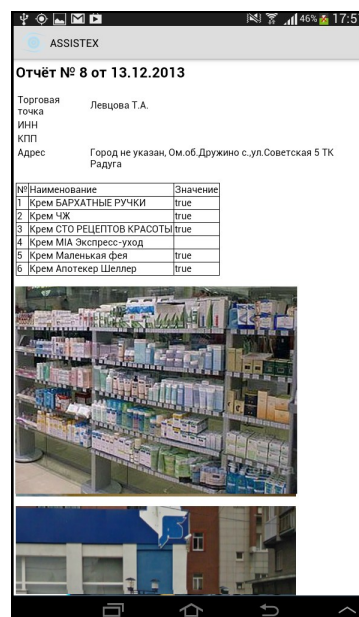 46% 17:5
ASSISTEX
Отчёт № 8 от 13.12.2013
Торговая точка Левцова Т.А.
ИНН
КПП
Адрес Город не указан, Ом.об.Дружино с.,ул.Советская 5 ТК
Радуга
№ Наименование Значение
1 Крем БАРХАТНЫЕ РУЧКИ true
2 Крем ЧЖ true
3 Крем СТО РЕЦЕПТОВ КРАСОТЫ true
4 Крем MIA Экспресс-уход
5 Крем Маленькая фея true
6 Крем Апотекер Шеллер true